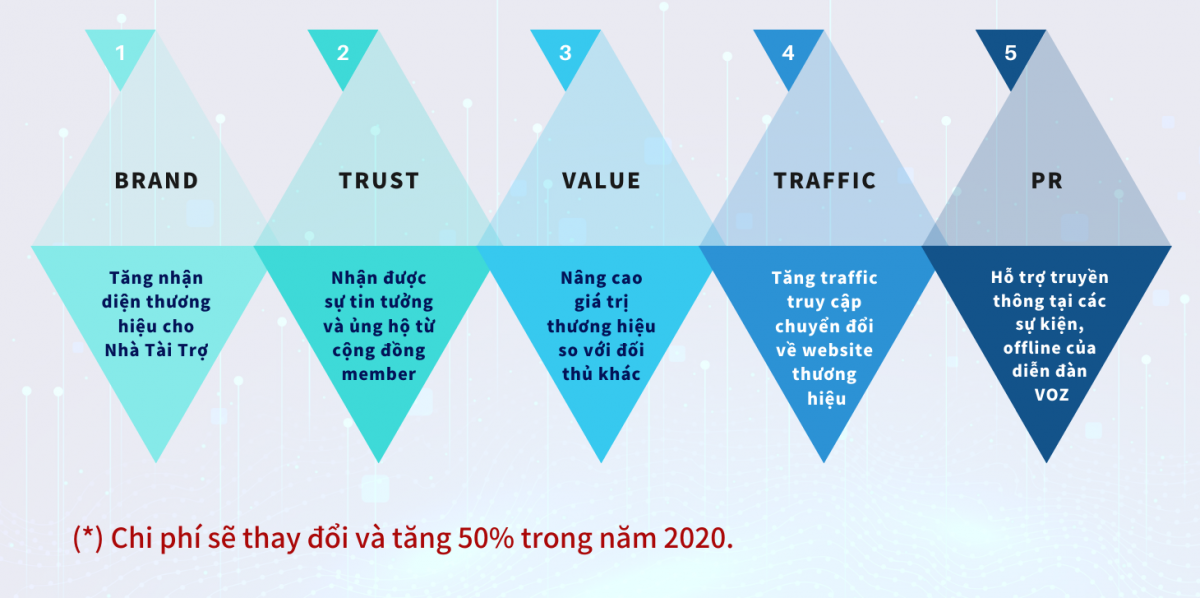 1
BRAND
Tăng nhận
diện thương
hiệu cho
Nhà Tài Trợ
2
TRUST
Nhận được
sự tin tưởng
và ủng hộ từ
cộng đồng
member
3
VALUE
Nâng cao
giá trị
thương hiệu
so với đối
thủ khác
4
TRAFFIC
Tăng traffic
truy cập
chuyển đổi
về website
thương
hiệu
5
PR
Hỗ trợ truyền
thông tại các
sự kiện,
offline của
diễn đàn
VOZ
(*) Chi phí sẽ thay đổi và tăng 50% trong năm 2020.